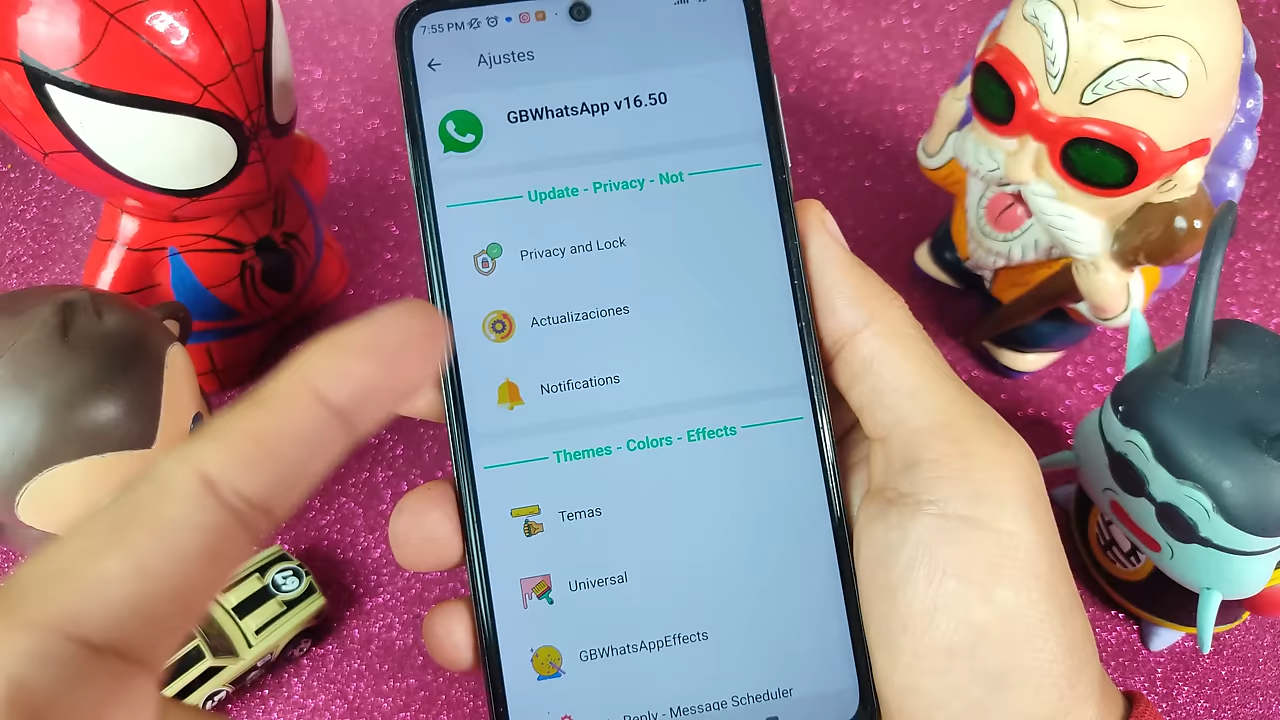 7:55 PM
Ajustes
GBWhatsApp v16.50
Update - Privacy - Not
Privacy and Lock
Actualizaciones
Notifications
Themes - Colors - Effects
Temas
Universal
GBWhatsAppEffects
Reply - Message Scheduler